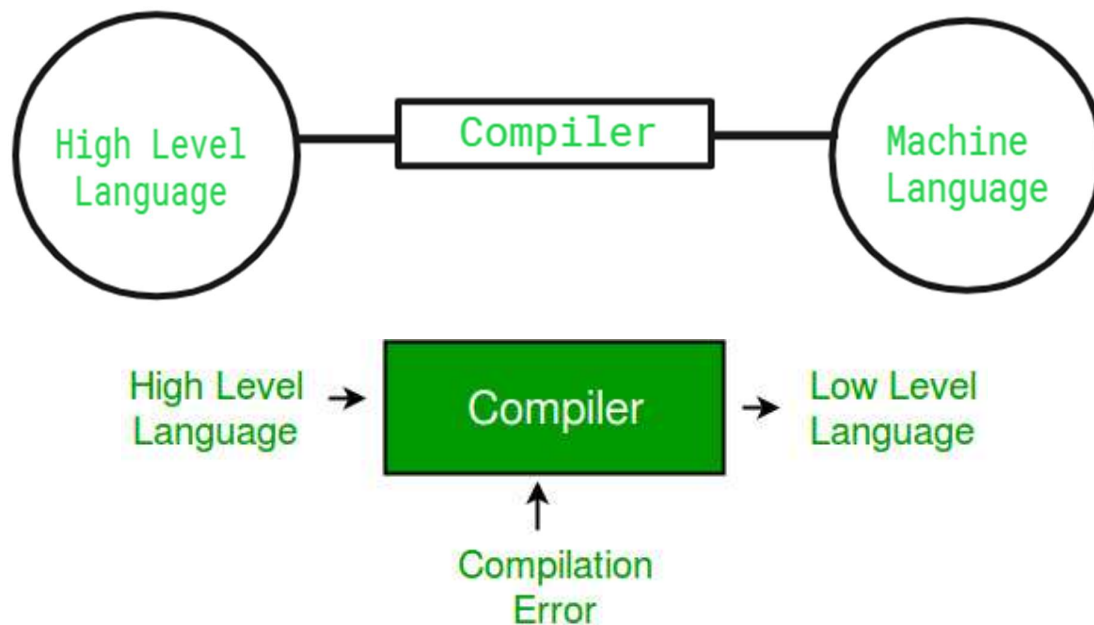 High Level
Language
Compiler
Machine
Language
High Level
Language
Compiler
Low Level
Language
Compilation
Error